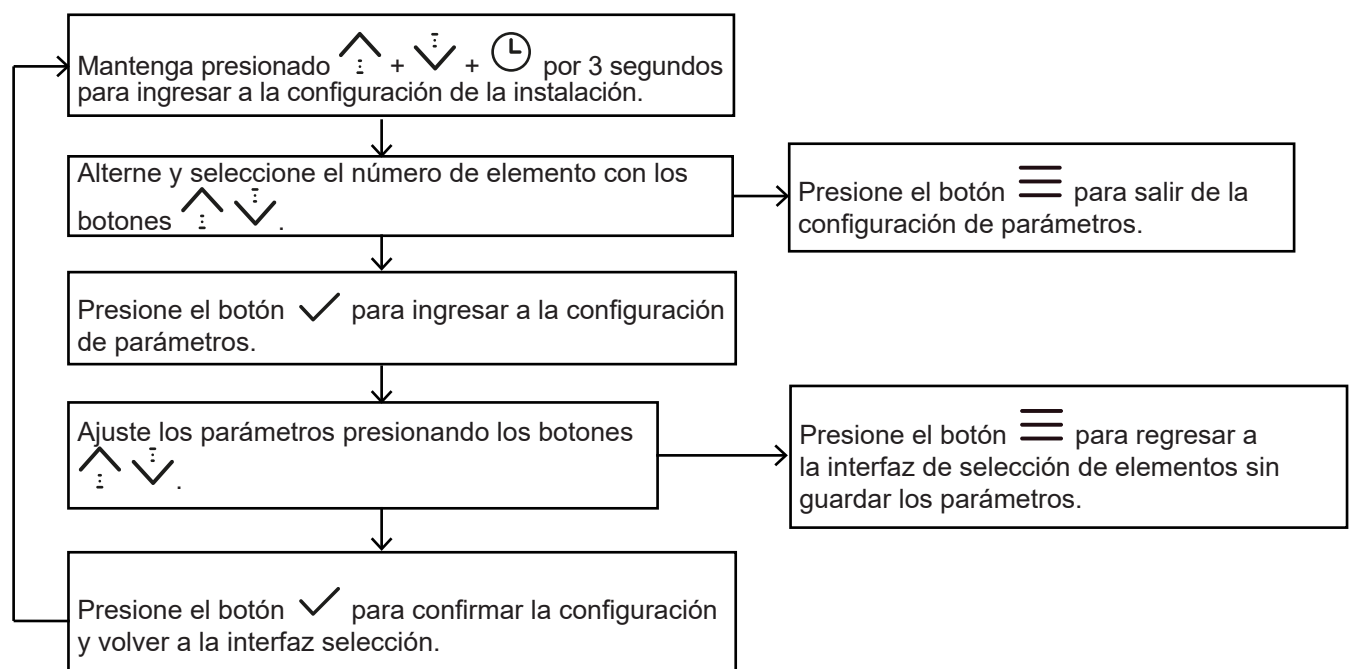 Mantenga presionado + + por 3 segundos
para ingresar a la configuración de la instalación.
Alterne y seleccione el número de elemento con los
botones .
Presione el botón para salir de la
configuración de parámetros.
Presione el botón para ingresar a la configuración
de parámetros.
Ajuste los parámetros presionando los botones
.
Presione el botón para regresar a
la interfaz de selección de elementos sin
guardar los parámetros.
Presione el botón para confirmar la configuración
y volver a la interfaz selección.